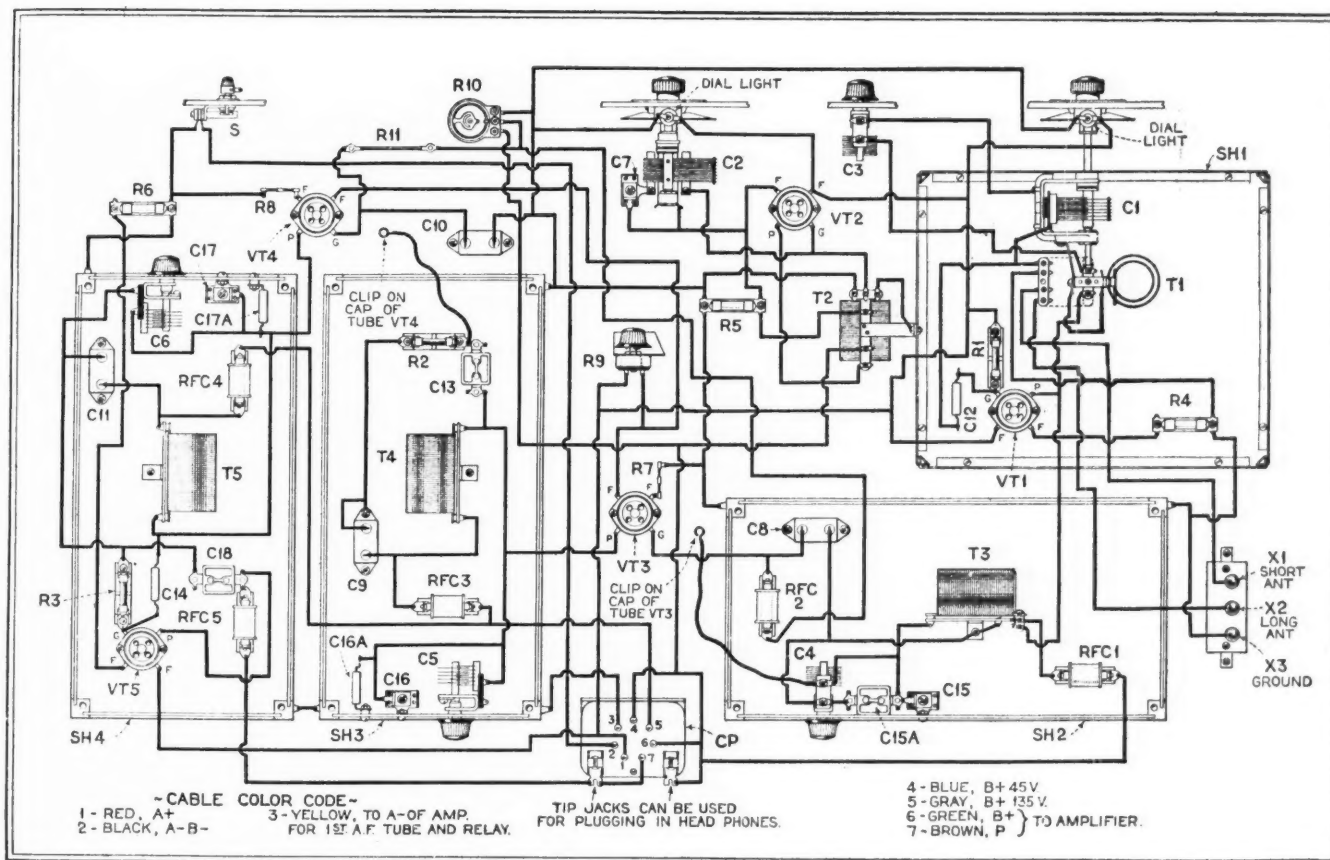 DIAL LIGHT
R10
S
R11
C7
C2
C3
DIAL
LIGHT
SH1
R6
R8
F
F
P
G
VT4
C10
F
F
P
G
VT2
C1
T1
C17
C17A
C6
CLIP ON
CAP OF
TUBE VT4
R5
T2
R1
R2
C13
R9
RFC4
C11
G
P
F
F
C12
VT1
R4
T5
T4
R7
F
F
P
G
VT3
C8
C9
T3
C18
R3
C14
RFC5
RFC3
CLIP ON
CAP OF
TUBE VT3
RFC
2
X1
SHORT
ANT
X2
LONG
ANT
X3
GROUND
G
P
F
F
VT5
C16A
C16
C5
C4
C15
C15A
RFC1
SH4
SH3
SH2
3
4
5
2
6
1
7
CP
~CABLE COLOR CODE~
1 - RED, A+
2 - BLACK, A-B-
3 - YELLOW, TO A- OF AMP.
FOR 1ST. A.F. TUBE AND RELAY.
TIP JACKS CAN BE USED
FOR PLUGGING IN HEAD PHONES.
4 - BLUE, B+ 45 V.
5 - GRAY, B+ 135 V.
6 - GREEN, B+
7 - BROWN, P
} TO AMPLIFIER.